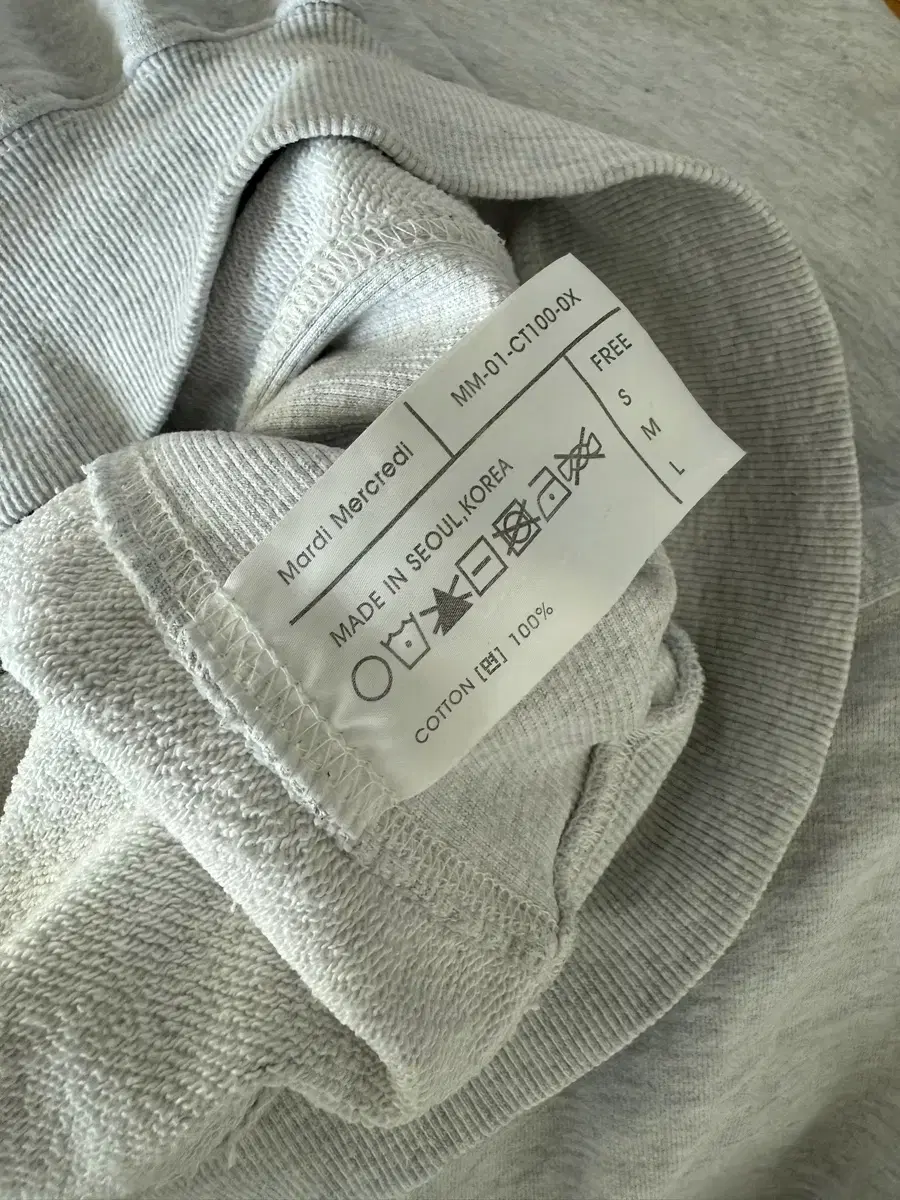 Mardi Mercredi
MM-01-CT100-0X
MADE IN SEOUL,KOREA
COTTON [면] 100%
FREE
S
M
L